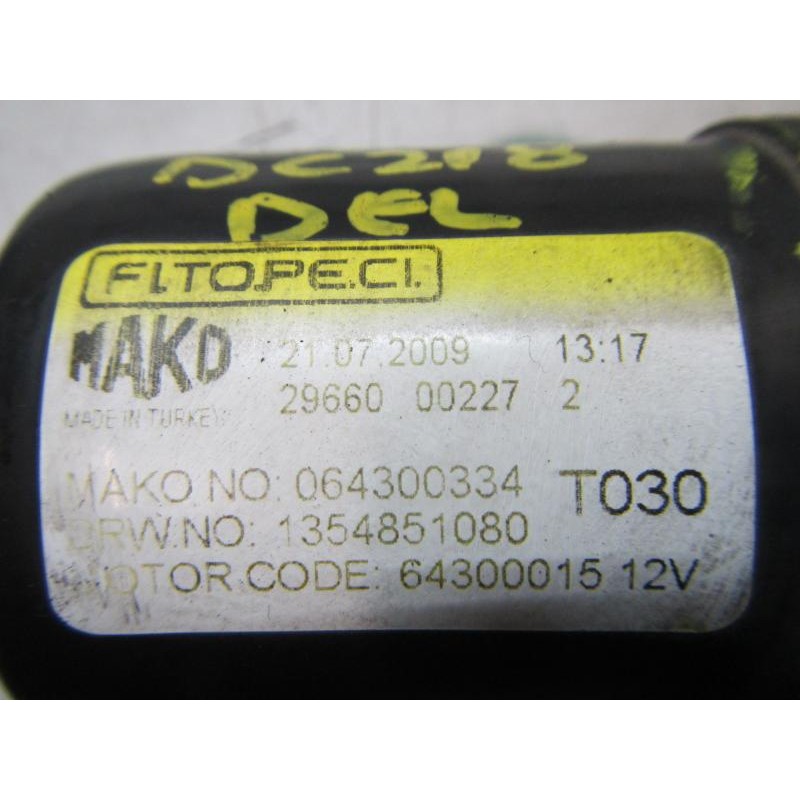 DC218
DEL
FITOPECI.
MAKO 21.07.2009 13:17
MADE IN TURKEY 29660 00227 2
MAKO NO: 064300334 T030
DRW.NO: 1354851080
MOTOR CODE: 64300015 12V